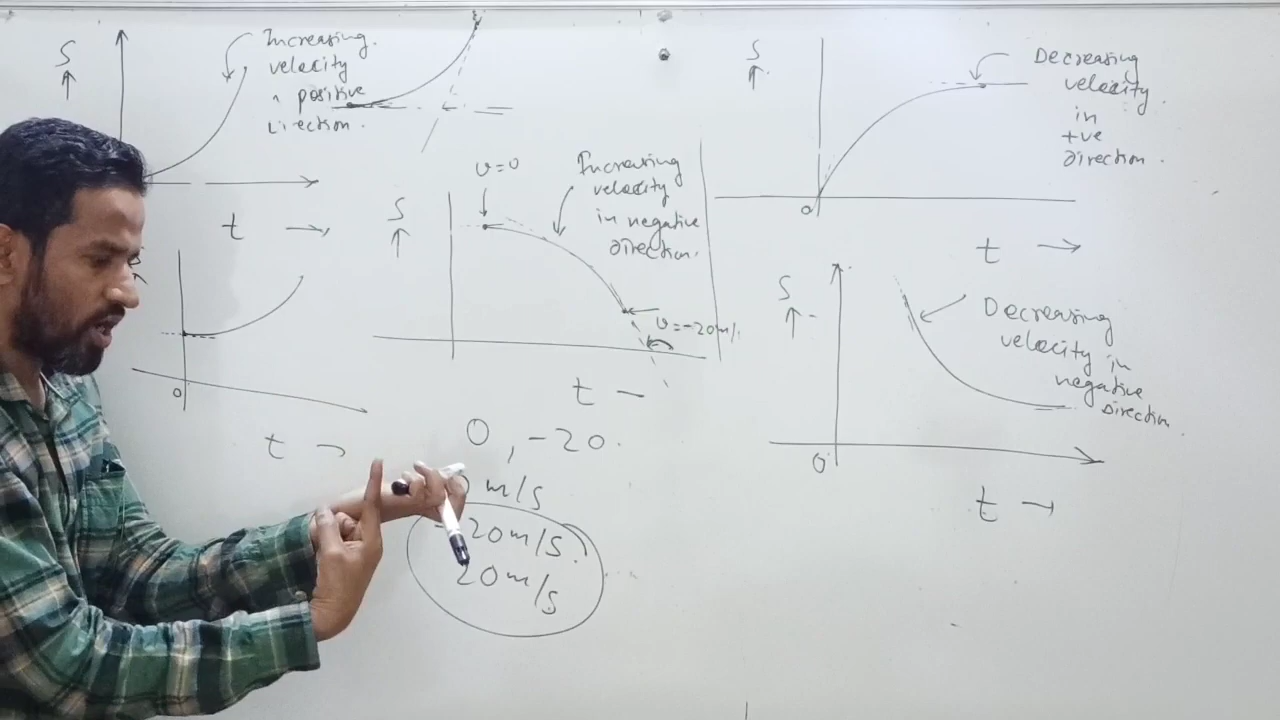 S
↑
Increasing
velocity
positive
direction.
t →
t →
S
↑
v=0
Increasing
velocity
in negative
direction.
v=-20m/
t —
0, -20.
m/s
-20m/s.
20m/s
S
↑
Decreasing
velocity
in
+ve
direction.
0
t →
S
↑
Decreasing
velocity in
negative
direction.
0
t →
0